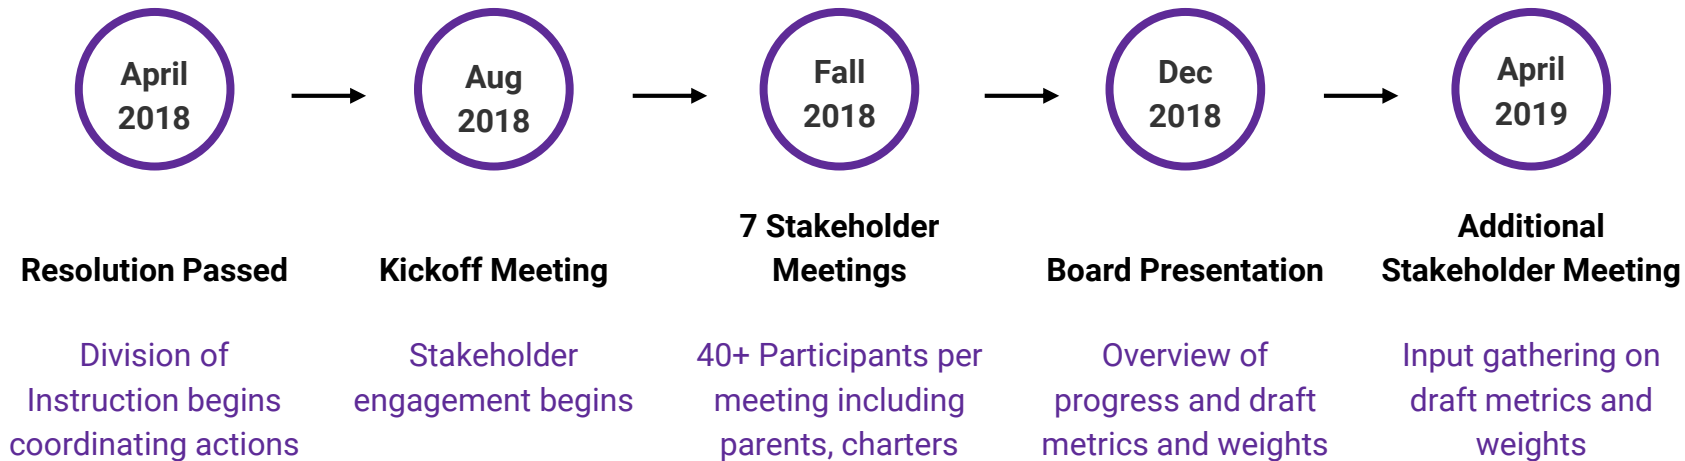 April
2018
Aug
2018
Fall
2018
Dec
2018
April
2019
Resolution Passed
Kickoff Meeting
7 Stakeholder
Meetings
Board Presentation
Additional
Stakeholder Meeting
Division of
Instruction begins
coordinating actions
Stakeholder
engagement begins
40+ Participants per
meeting including
parents, charters
Overview of
progress and draft
metrics and weights
Input gathering on
draft metrics and
weights